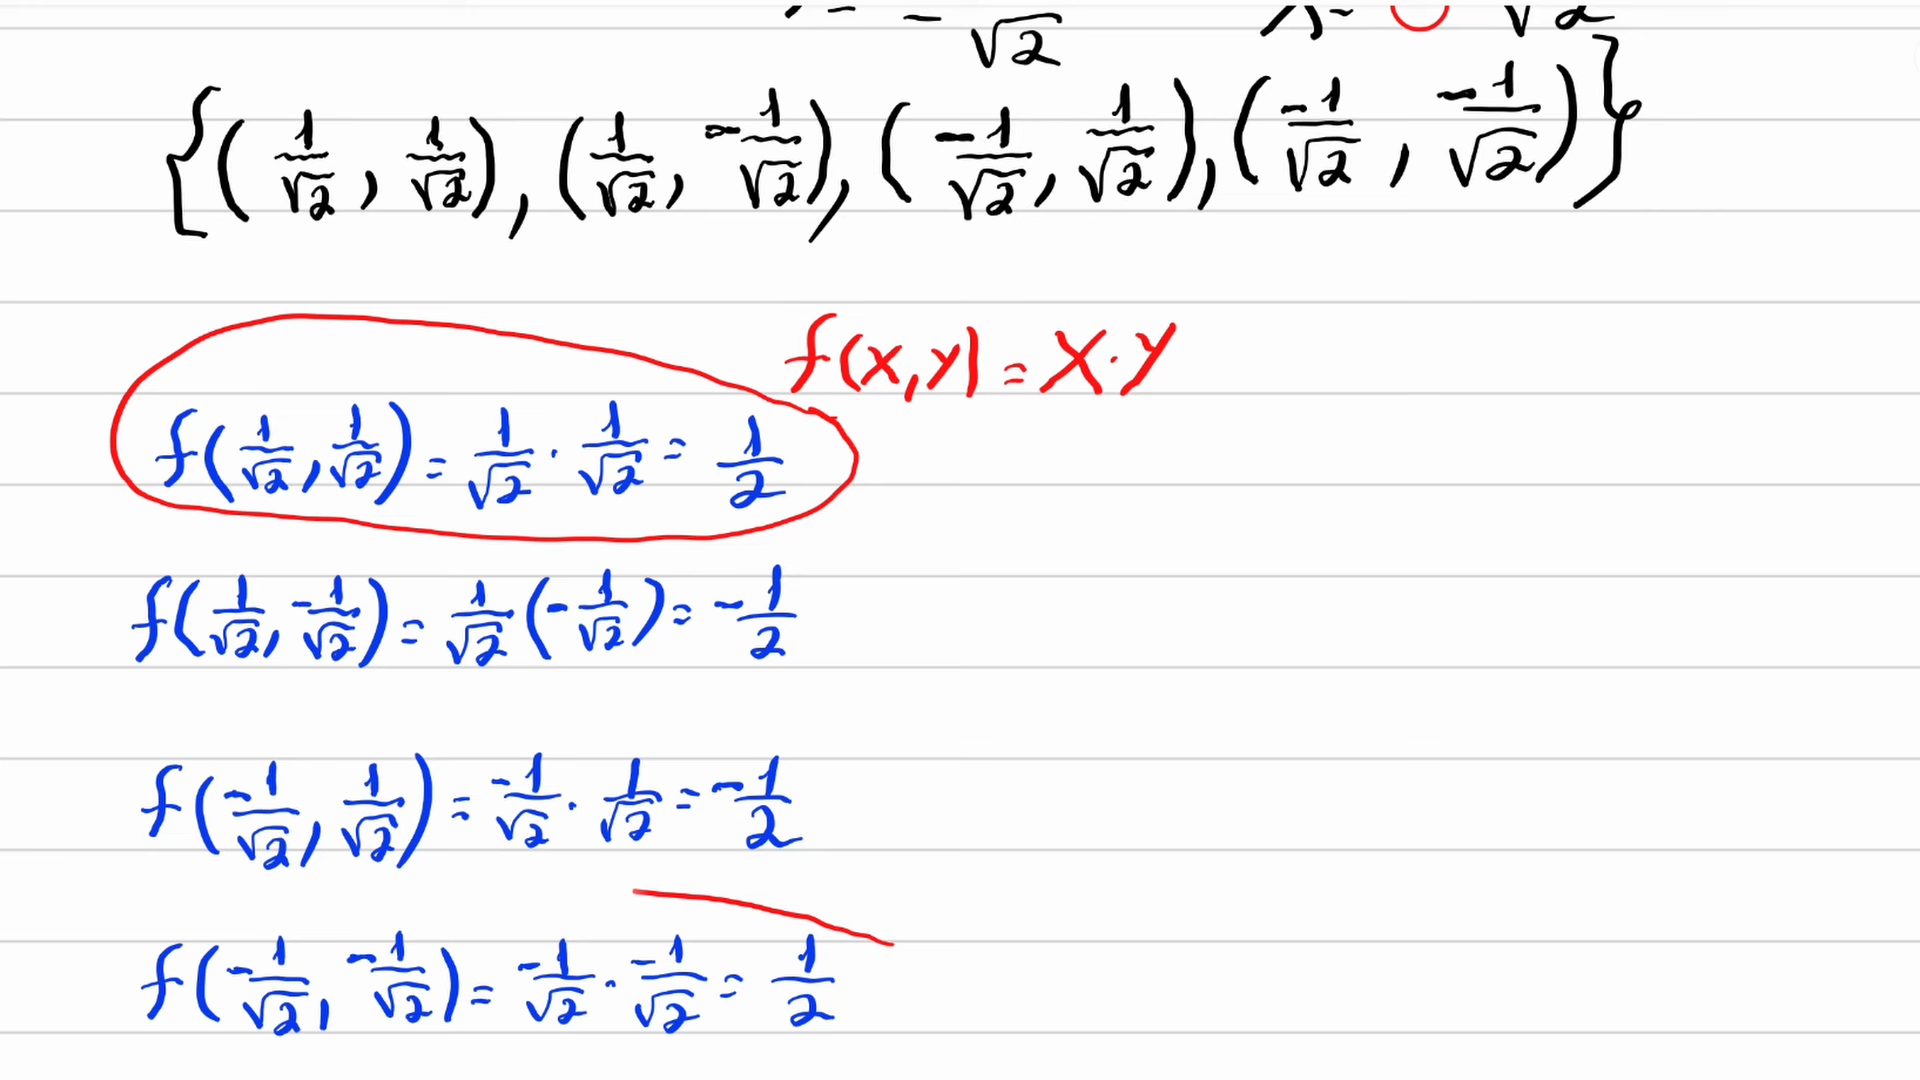 - √2 x= √2
{(1/√2, 1/√2), (1/√2, -1/√2), (-1/√2, 1/√2), (-1/√2, -1/√2)}
f(x,y) = x·y
f(1/√2, 1/√2) = 1/√2 · 1/√2 = 1/2
f(1/√2, -1/√2) = 1/√2 (-1/√2) = -1/2
f(-1/√2, 1/√2) = -1/√2 · 1/√2 = -1/2
f(-1/√2, -1/√2) = -1/√2 · -1/√2 = 1/2